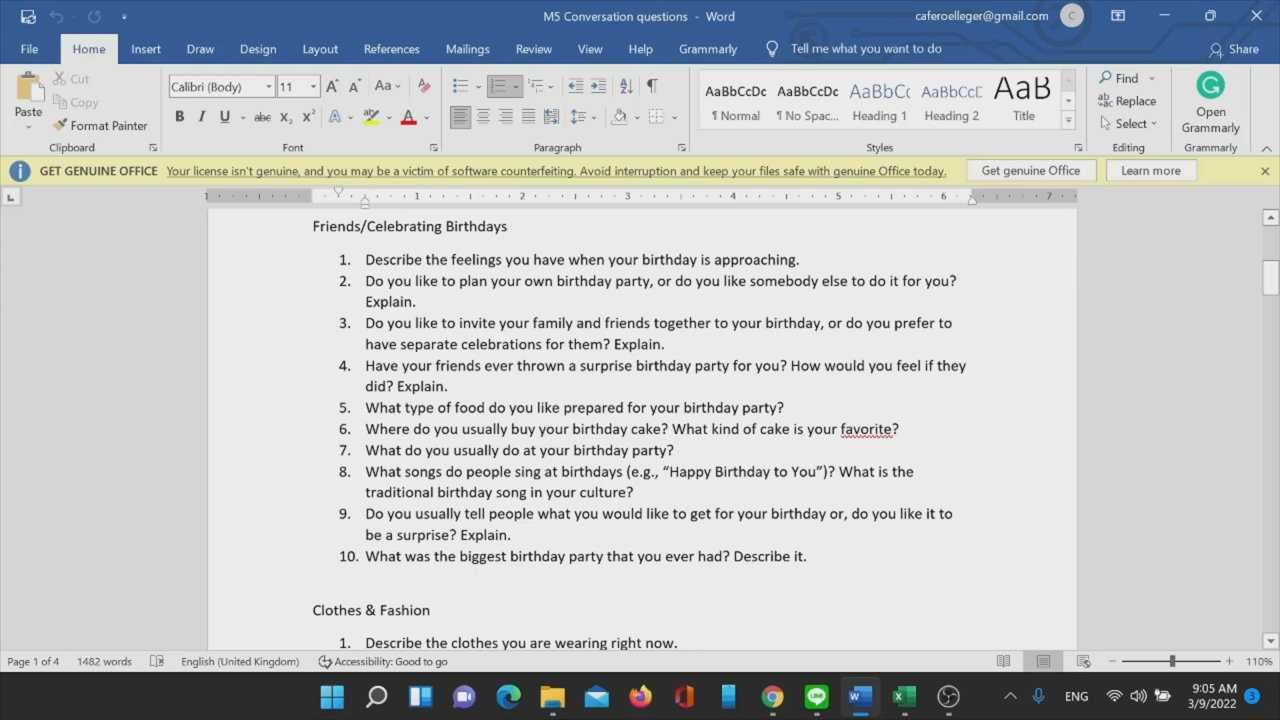 M5 Conversation questions - Word
caferoelleger@gmail.com
C
File Home Insert Draw Design Layout References Mailings Review View Help Grammarly Tell me what you want to do Share
Paste
Cut
Copy
Format Painter
Clipboard
Calibri (Body) 11
Font
Paragraph
AaBbCcDc AaBbCcDc AaBbCc AaBbCcD AaB
¶ Normal ¶ No Spac... Heading 1 Heading 2 Title
Styles
Find
Replace
Select
Editing
Open
Grammarly
Grammarly
GET GENUINE OFFICE Your license isn't genuine, and you may be a victim of software counterfeiting. Avoid interruption and keep your files safe with genuine Office today. Get genuine Office Learn more
1 1 2 3 4 5 6 7
Friends/Celebrating Birthdays
1. Describe the feelings you have when your birthday is approaching.
2. Do you like to plan your own birthday party, or do you like somebody else to do it for you?
Explain.
3. Do you like to invite your family and friends together to your birthday, or do you prefer to
have separate celebrations for them? Explain.
4. Have your friends ever thrown a surprise birthday party for you? How would you feel if they
did? Explain.
5. What type of food do you like prepared for your birthday party?
6. Where do you usually buy your birthday cake? What kind of cake is your favorite?
7. What do you usually do at your birthday party?
8. What songs do people sing at birthdays (e.g., “Happy Birthday to You”)? What is the
traditional birthday song in your culture?
9. Do you usually tell people what you would like to get for your birthday or, do you like it to
be a surprise? Explain.
10. What was the biggest birthday party that you ever had? Describe it.
Clothes & Fashion
1. Describe the clothes you are wearing right now.
Page 1 of 4 1482 words English (United Kingdom) Accessibility: Good to go 110%
ENG
9:05 AM
3/9/2022
3